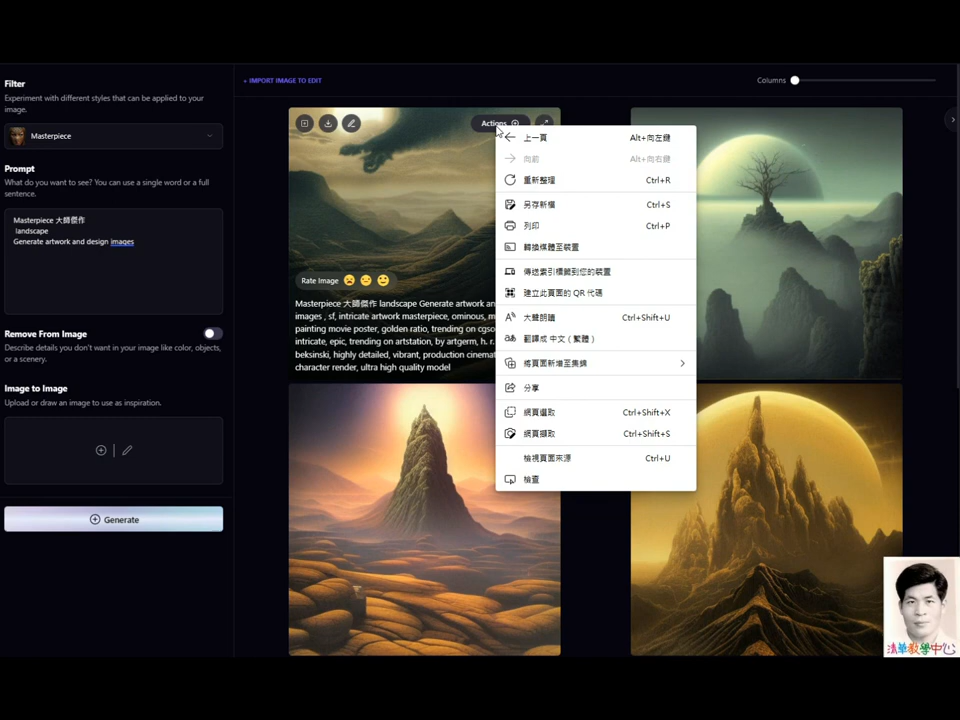 Filter
Experiment with different styles that can be applied to your
image.
Masterpiece
Prompt
What do you want to see? You can use a single word or a full
sentence.
Masterpiece 大師傑作
landscape
Generate artwork and design images
Remove From Image
Describe details you don't want in your image like color, objects,
or a scenery.
Image to Image
Upload or draw an image to use as inspiration.
Generate
+ IMPORT IMAGE TO EDIT
Columns
Actions
Rate Image
Masterpiece 大師傑作 landscape Generate artwork an
images , sf, intricate artwork masterpiece, ominous, m
painting movie poster, golden ratio, trending on cgso
intricate, epic, trending on artstation, by artgerm, h. r.
beksinski, highly detailed, vibrant, production cinemat
character render, ultra high quality model
上一頁 Alt+向左鍵
向前 Alt+向右鍵
重新整理 Ctrl+R
另存新檔 Ctrl+S
列印 Ctrl+P
轉換媒體至裝置
傳送索引標籤到您的裝置
建立此頁面的 QR 代碼
大聲朗讀 Ctrl+Shift+U
翻譯成 中文 (繁體)
將頁面新增至集錦
分享
網頁選取 Ctrl+Shift+X
網頁擷取 Ctrl+Shift+S
檢視頁面來源 Ctrl+U
檢查
清華教學中心